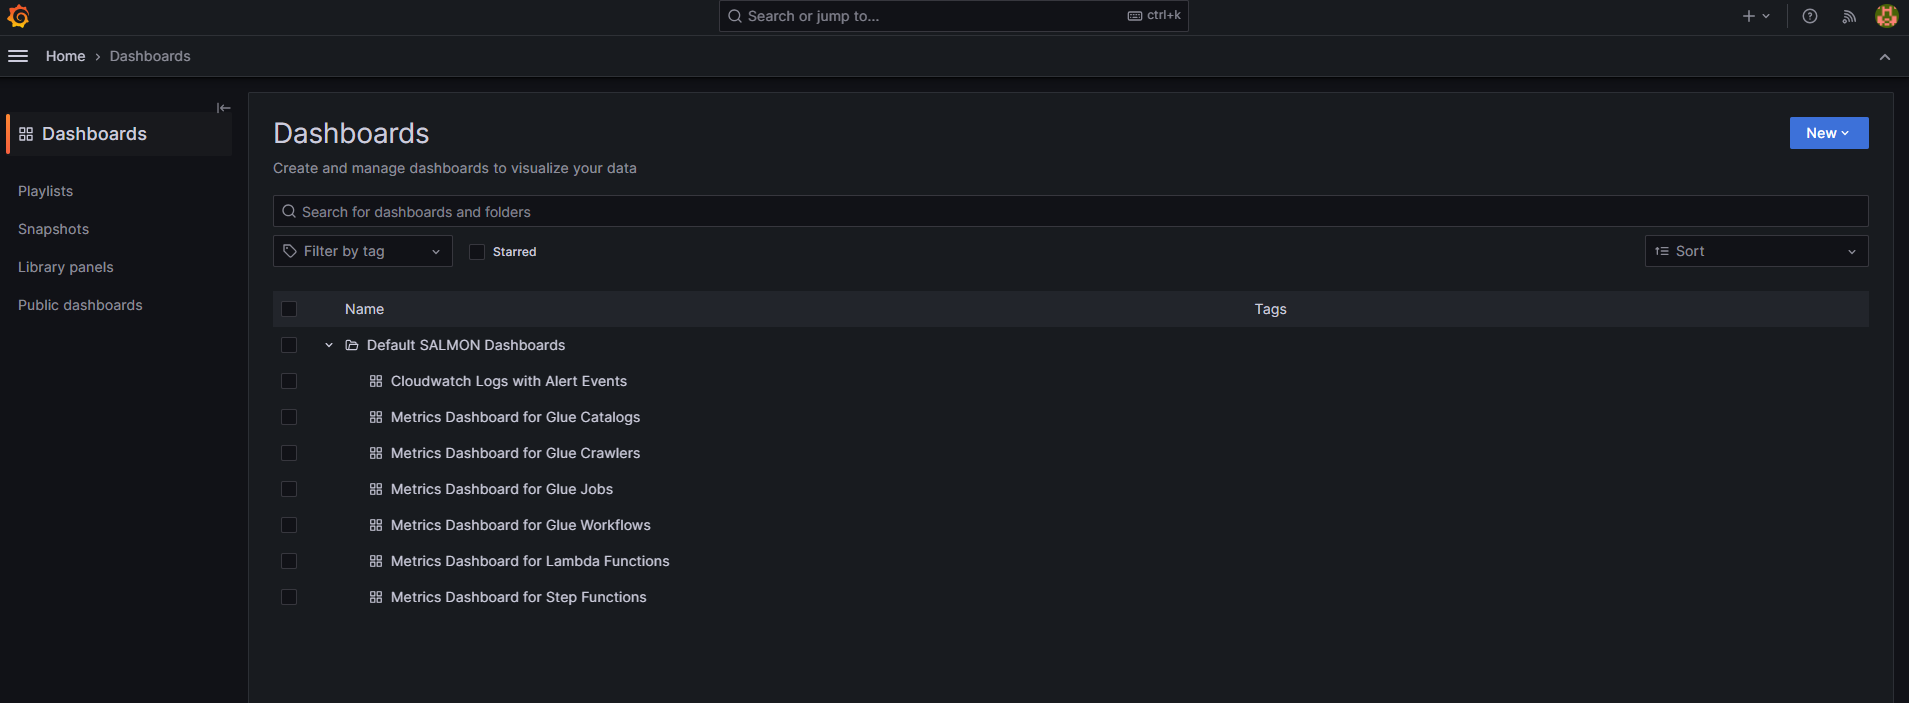 Search or jump to...
ctrl+k
Home › Dashboards
Dashboards
Playlists
Snapshots
Library panels
Public dashboards
Dashboards
New
Create and manage dashboards to visualize your data
Search for dashboards and folders
Filter by tag
Starred
Sort
Name Tags
Default SALMON Dashboards
Cloudwatch Logs with Alert Events
Metrics Dashboard for Glue Catalogs
Metrics Dashboard for Glue Crawlers
Metrics Dashboard for Glue Jobs
Metrics Dashboard for Glue Workflows
Metrics Dashboard for Lambda Functions
Metrics Dashboard for Step Functions